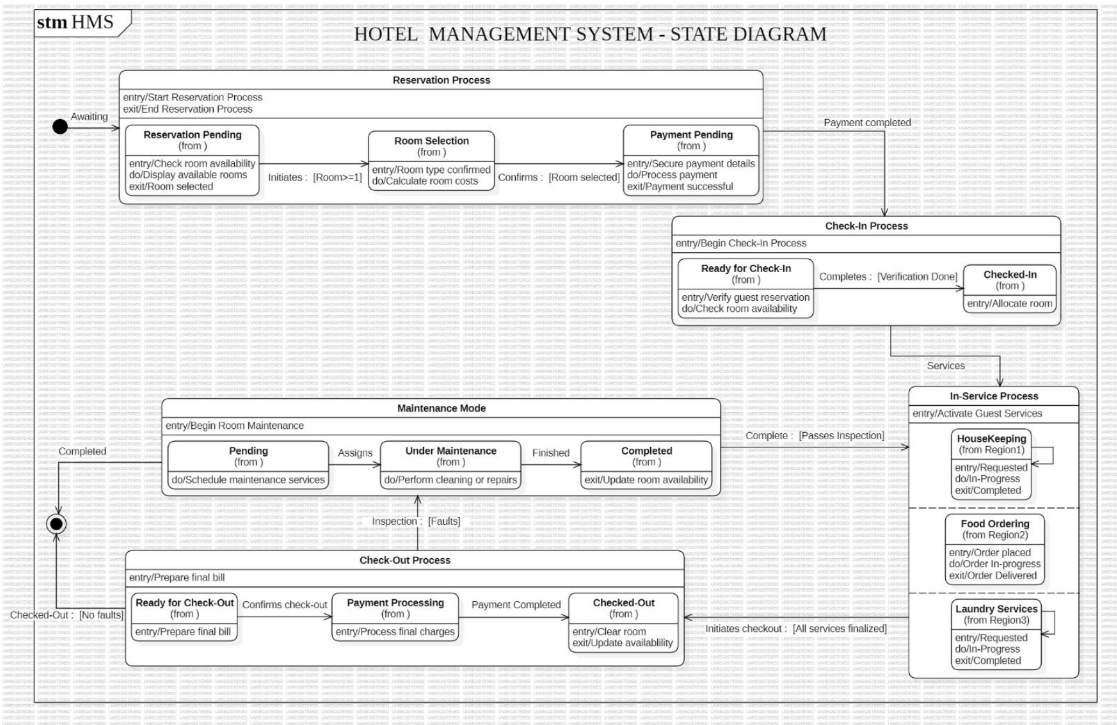 stm HMS
HOTEL MANAGEMENT SYSTEM - STATE DIAGRAM
Reservation Process
entry/Start Reservation Process
exit/End Reservation Process
Awaiting
Reservation Pending
(from )
entry/Check room availability
do/Display available rooms
exit/Room selected
Initiates : [Room>=1]
Room Selection
(from )
entry/Room type confirmed
do/Calculate room costs
Confirms : [Room selected]
Payment Pending
(from )
entry/Secure payment details
do/Process payment
exit/Payment successful
Payment completed
Check-In Process
entry/Begin Check-In Process
Ready for Check-In
(from )
entry/Verify guest reservation
do/Check room availability
Completes : [Verification Done]
Checked-In
(from )
entry/Allocate room
Services
In-Service Process
entry/Activate Guest Services
HouseKeeping
(from Region1)
entry/Requested
do/In-Progress
exit/Completed
Food Ordering
(from Region2)
entry/Order placed
do/Order In-progress
exit/Order Delivered
Laundry Services
(from Region3)
entry/Requested
do/In-Progress
exit/Completed
Maintenance Mode
entry/Begin Room Maintenance
Pending
(from )
do/Schedule maintenance services
Assigns
Under Maintenance
(from )
do/Perform cleaning or repairs
Finished
Completed
(from )
exit/Update room availability
Complete : [Passes Inspection]
Completed
Inspection : [Faults]
Check-Out Process
entry/Prepare final bill
Ready for Check-Out
(from )
entry/Prepare final bill
Confirms check-out
Payment Processing
(from )
entry/Process final charges
Payment Completed
Checked-Out
(from )
entry/Clear room
exit/Update availablility
Initiates checkout : [All services finalized]
Checked-Out : [No faults]